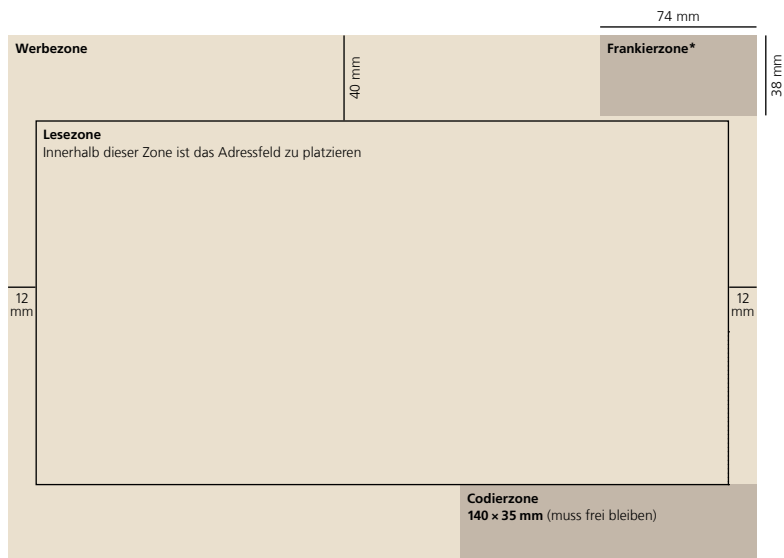 74 mm
Werbezone
Frankierzone*
40 mm
38 mm
Lesezone
Innerhalb dieser Zone ist das Adressfeld zu platzieren
12
mm
12
mm
Codierzone
140 × 35 mm (muss frei bleiben)